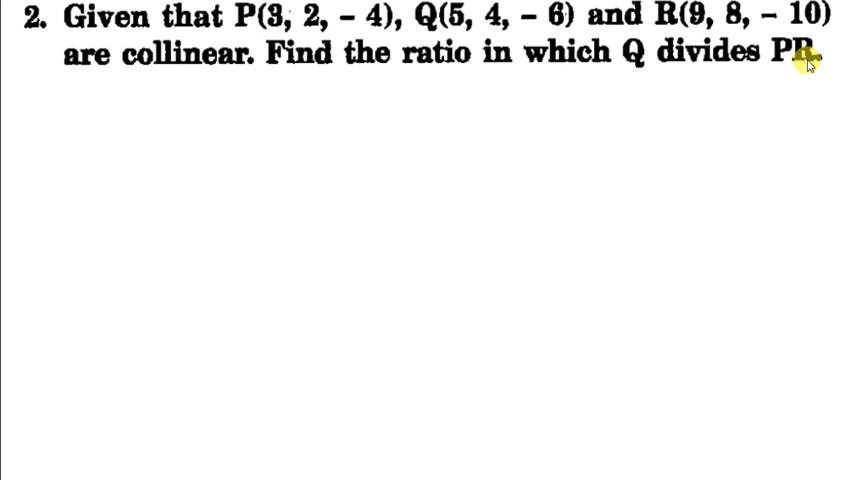 2. Given that P(3, 2, – 4), Q(5, 4, – 6) and R(9, 8, – 10)
are collinear. Find the ratio in which Q divides PR.